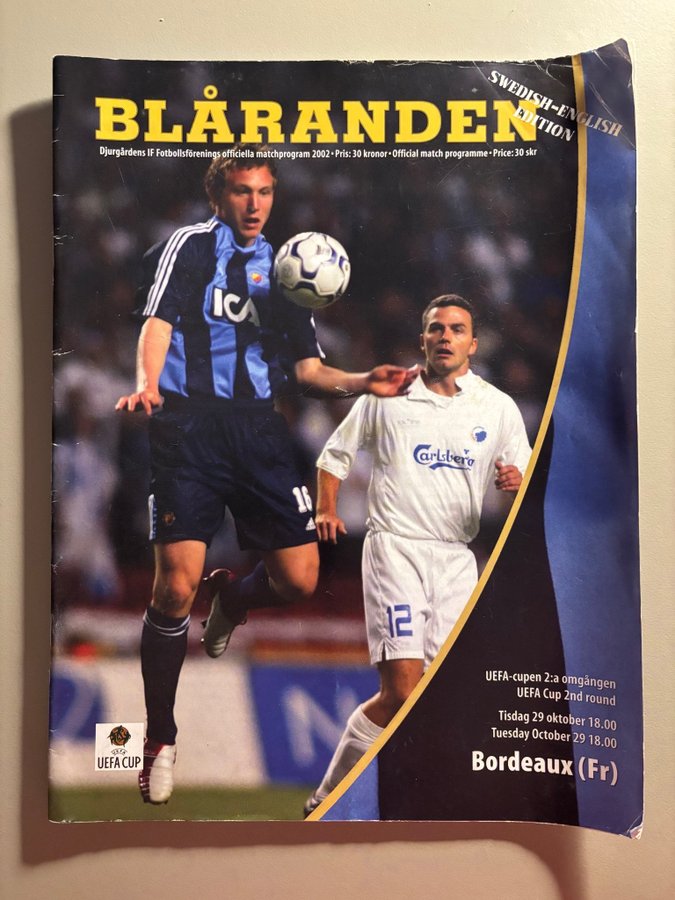 BLÅRANDEN
SWEDISH-ENGLISH
EDITION
Djurgårdens IF Fotbollsförenings officiella matchprogram 2002 • Pris: 30 kronor • Official match programme • Price: 30 skr
ICA
Carlsberg
16
12
UEFA-cupen 2:a omgången
UEFA Cup 2nd round
Tisdag 29 oktober 18.00
Tuesday October 29 18.00
Bordeaux (Fr)
UEFA
UEFA CUP